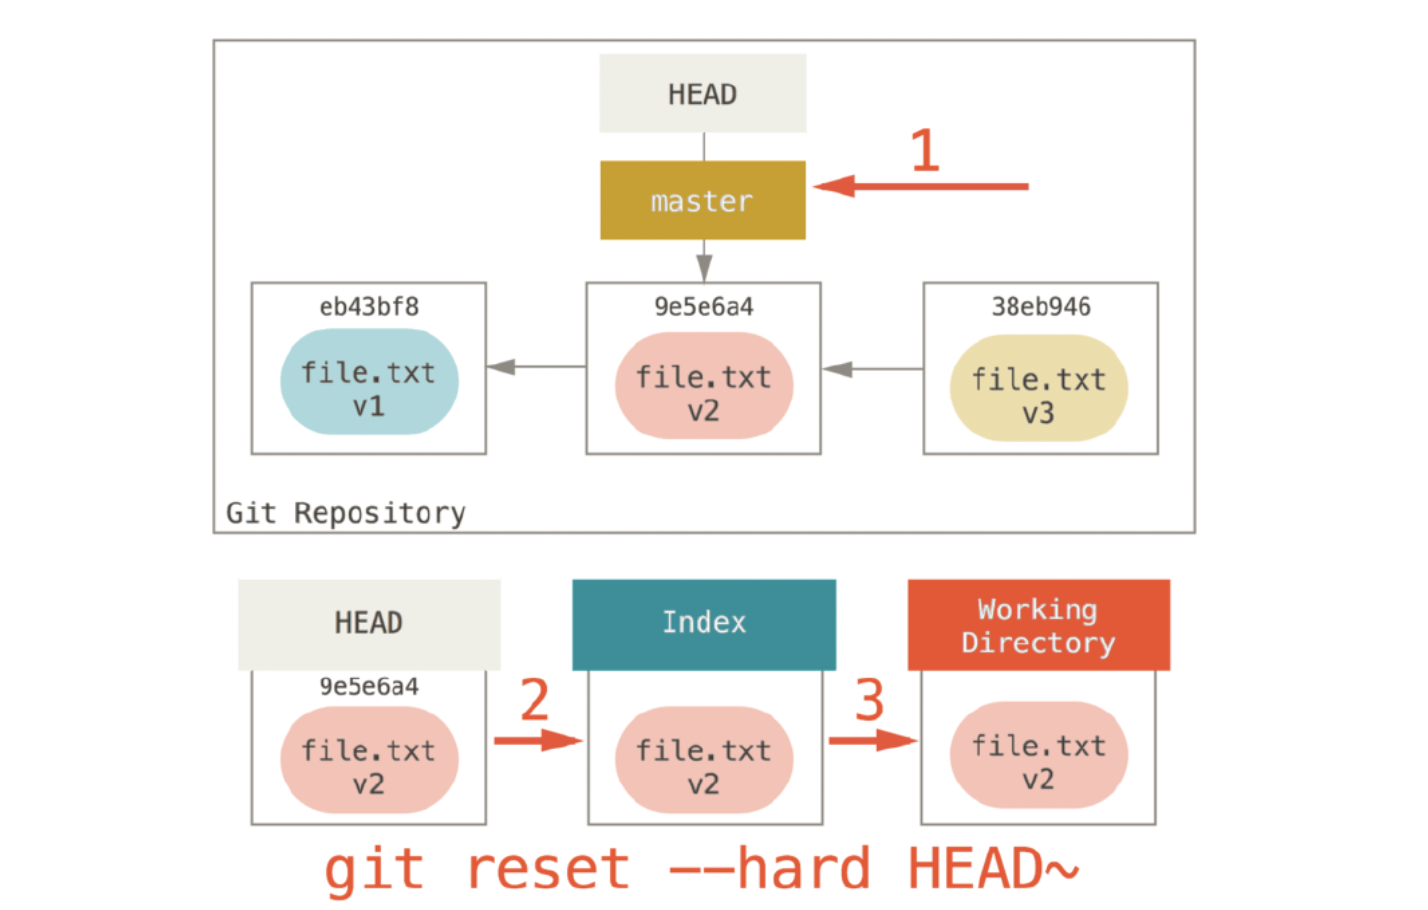 HEAD
1
master
eb43bf8
9e5e6a4
38eb946
file.txt
v1
file.txt
v2
file.txt
v3
Git Repository
HEAD
Index
Working
Directory
9e5e6a4
2
3
file.txt
v2
file.txt
v2
file.txt
v2
git reset --hard HEAD~